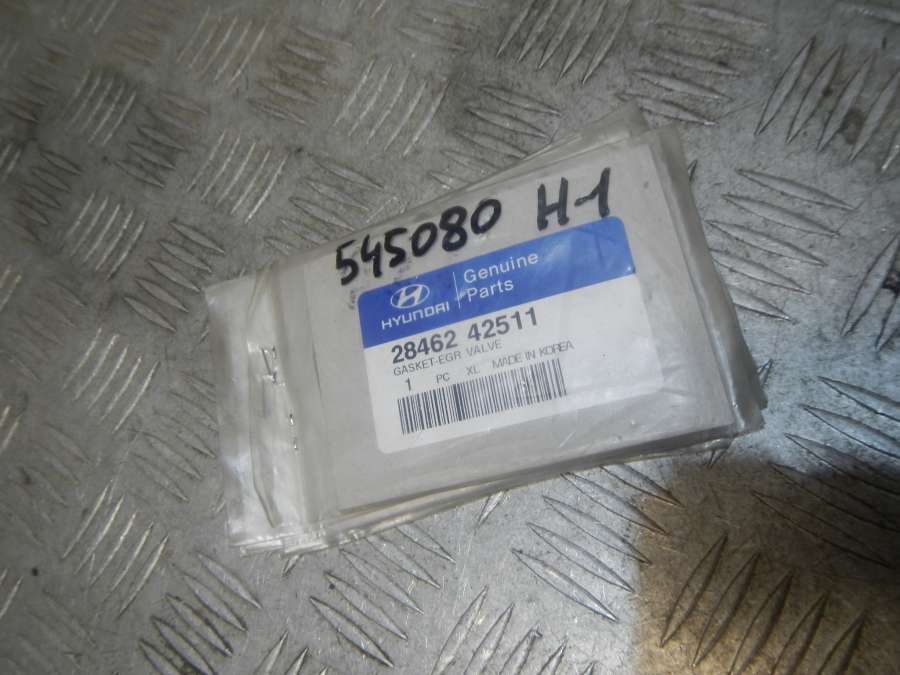 545080 H-1
HYUNDAI
Genuine
Parts
28462 42511
GASKET-EGR VALVE
1 PC XL MADE IN KOREA